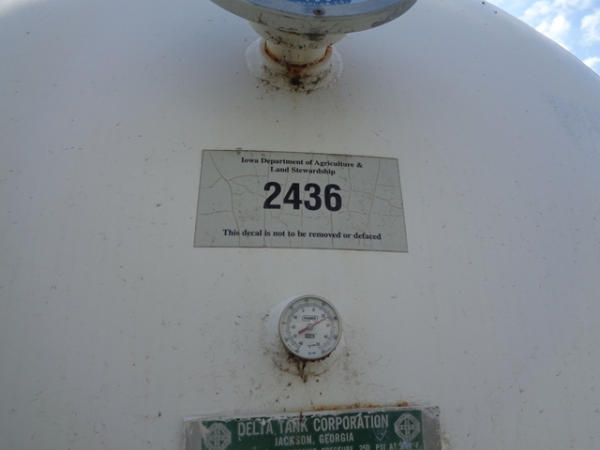 Iowa Department of Agriculture &
Land Stewardship
2436
This decal is not to be removed or defaced
DELTA TANK CORPORATION
JACKSON, GEORGIA